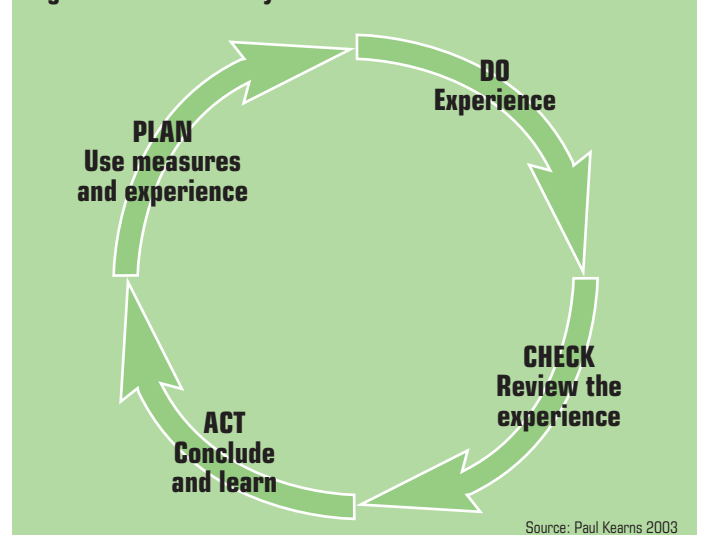 PLAN
Use measures
and experience
DO
Experience
CHECK
Review the
experience
ACT
Conclude
and learn
Source: Paul Kearns 2003